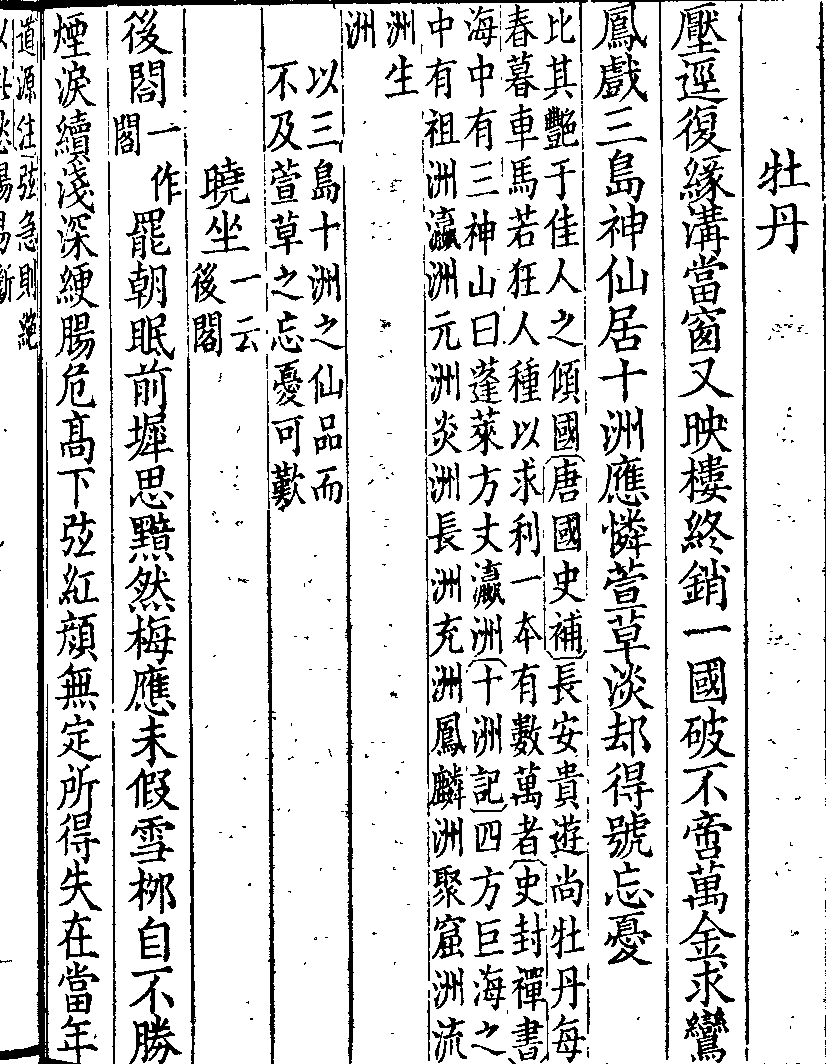 牡丹
壓逕復緣溝當窗又映樓終銷一國破不啻萬金求鸞
鳳戲三島神仙居十洲應憐萱草淡却得號忘憂
比其艷于佳人之傾國唐國史補長安貴遊尚牡丹每
春暮車馬若狂人種以求利一本有數萬者史封禪書
海中有三神山曰蓬萊方丈瀛洲十洲記四方巨海之
中有祖洲瀛洲元洲炎洲長洲充洲鳳麟洲聚窟洲流
洲生
洲
以三島十洲之仙品而
不及萱草之忘憂可歎
曉坐一云
後閣
後閤一
閣作罷朝眠前墀思黯然梅應未假雪桞自不勝
煙淚續淺深綆腸危髙下弦紅顔無定所得失在當年
道源注弦急則絶
腸易斷